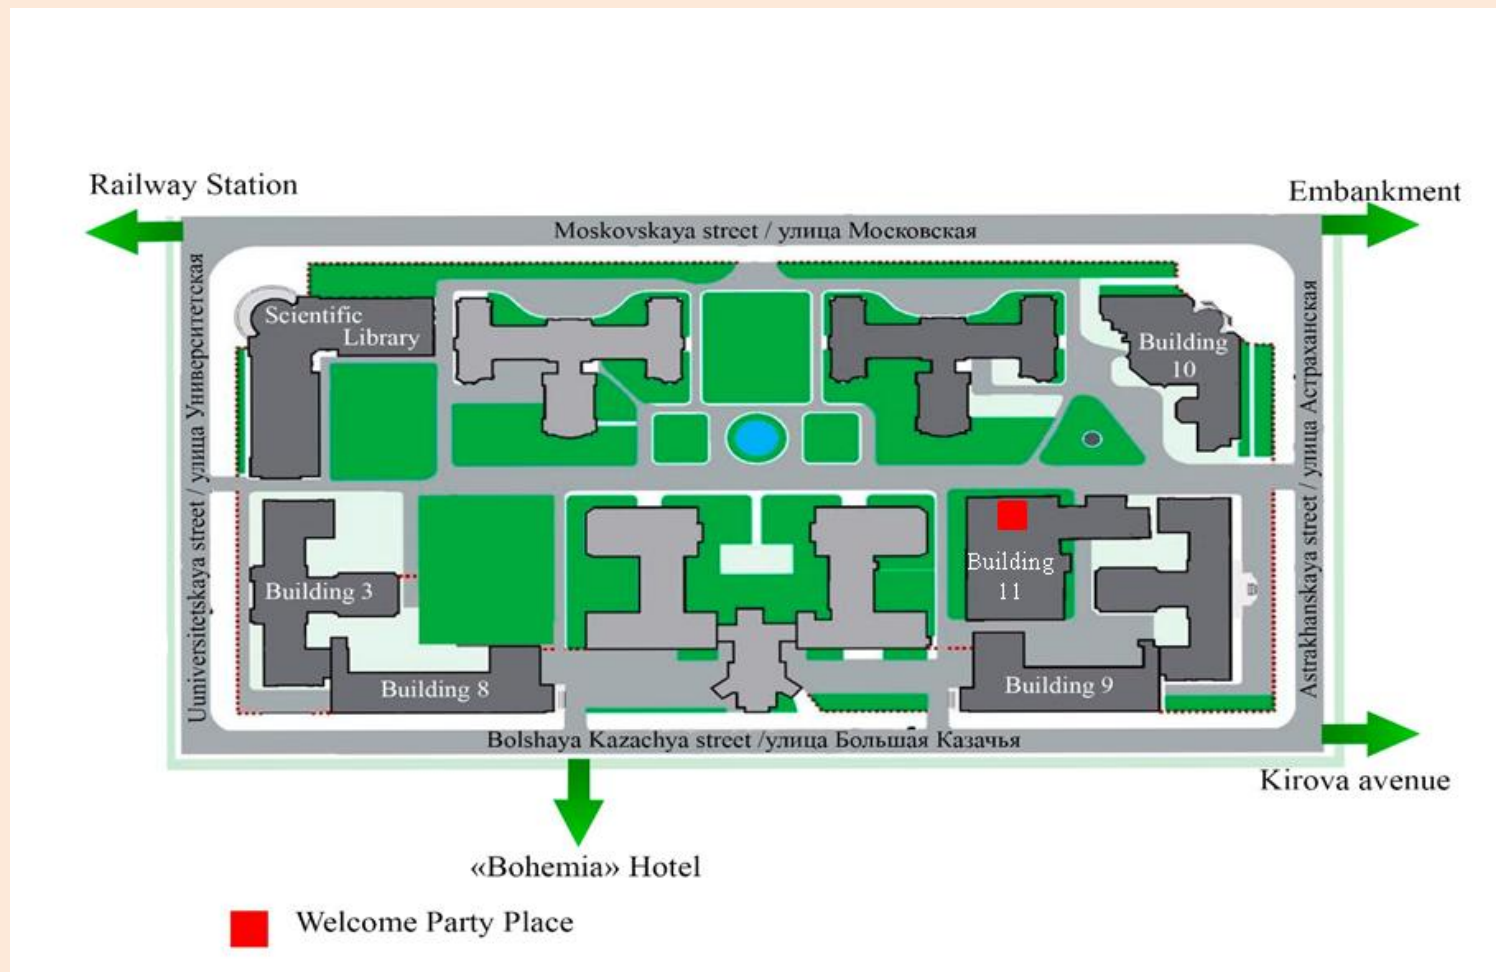 Railway Station
Embankment
Moskovskaya street / улица Московская
Uuniversitetskaya street / улица Университетская
Astrakhanskaya street / улица Астраханская
Scientific
Library
Building
10
Building
11
Building 3
Building 8
Building 9
Bolshaya Kazachya street /улица Большая Казачья
Kirova avenue
«Bohemia» Hotel
Welcome Party Place